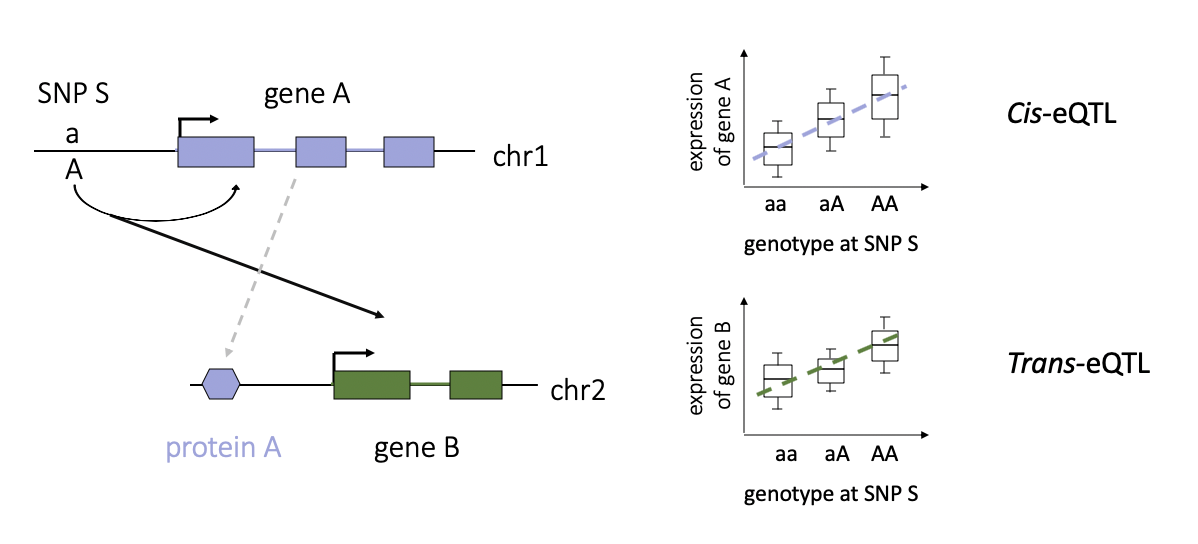 SNP S
gene A
a
A
chr1
protein A
gene B
chr2
expression
of gene A
aa aA AA
genotype at SNP S
Cis-eQTL
expression
of gene B
aa aA AA
genotype at SNP S
Trans-eQTL